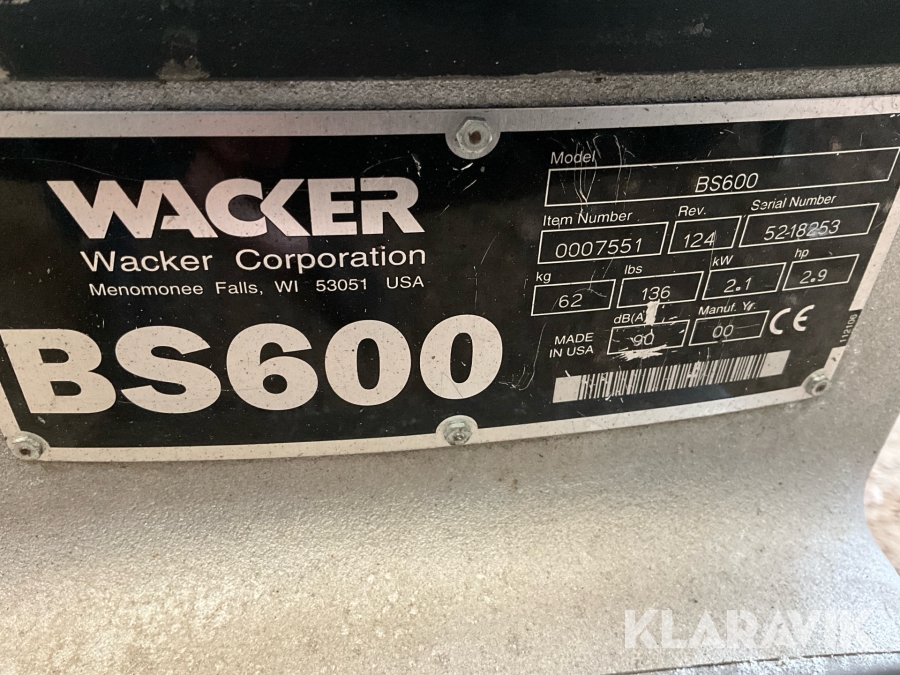 WACKER
Wacker Corporation
Menomonee Falls, WI 53051 USA
BS600
Model
BS600
Item Number Rev. Serial Number
0007551 124 5218253
kg lbs kW hp
62 136 2.1 2.9
dB(A) Manuf. Yr.
MADE IN USA 90 00 CE
112106
KLARAVIK